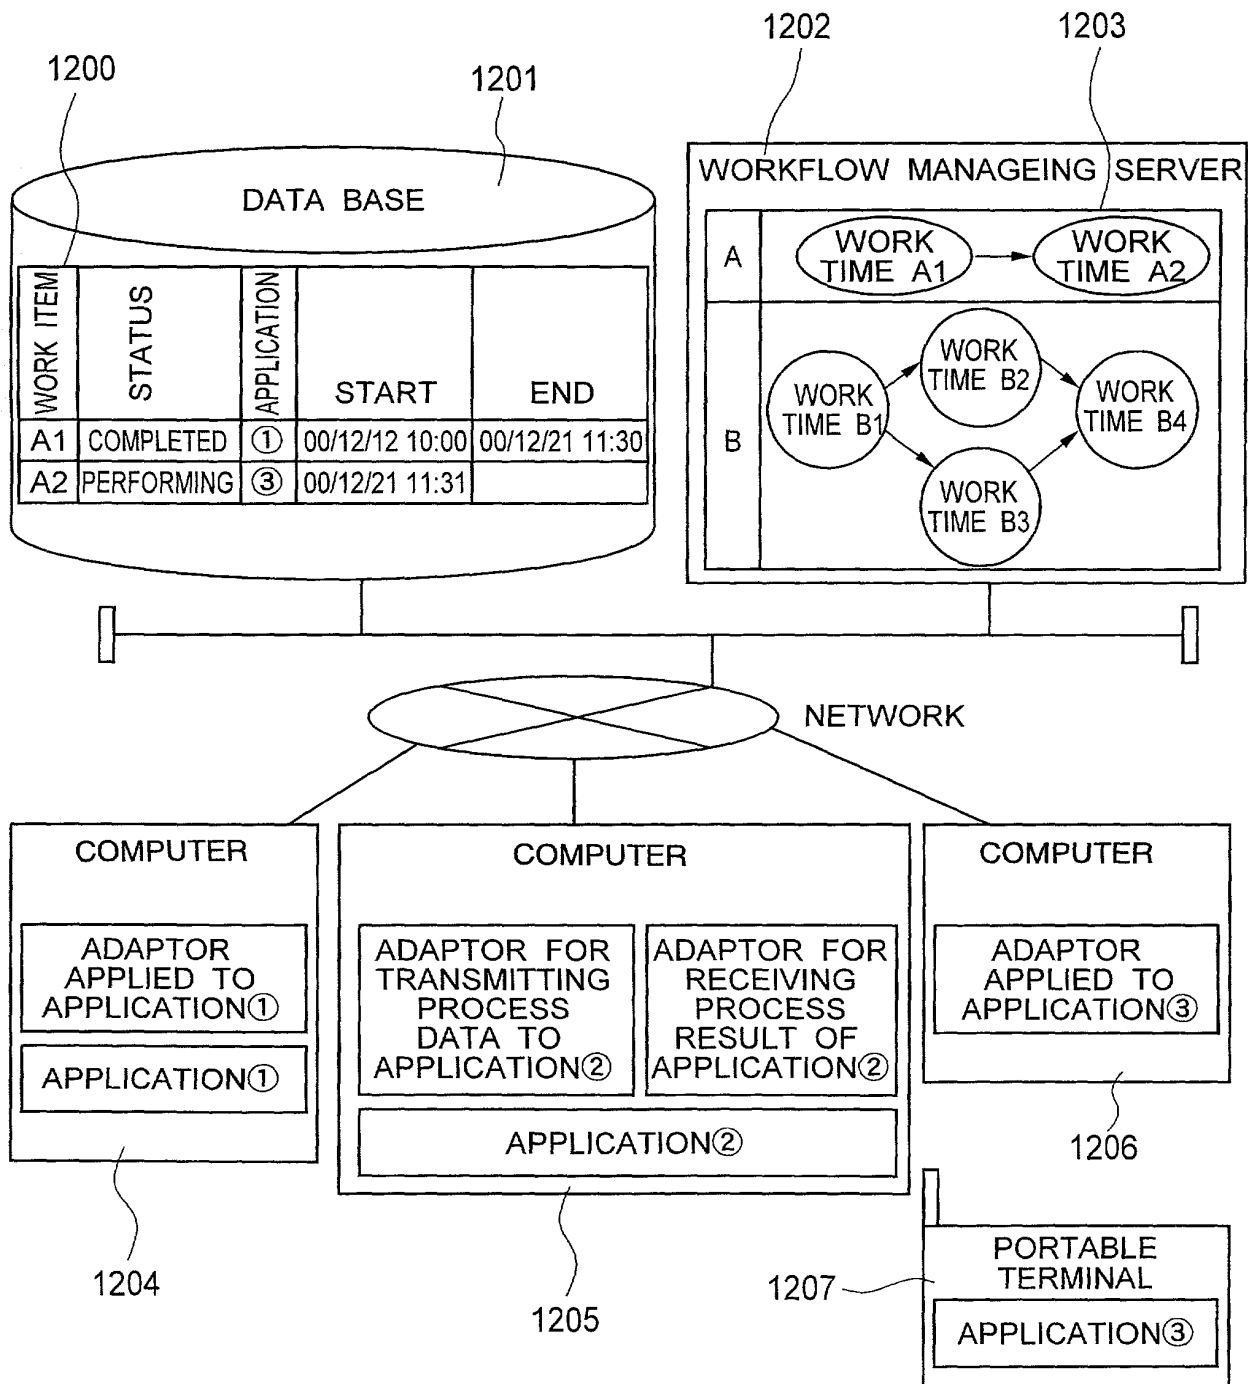 1200
1201
1202
1203
DATA BASE
WORK ITEM
STATUS
APPLICATION
START
END
A1 COMPLETED ① 00/12/12 10:00 00/12/21 11:30
A2 PERFORMING ③ 00/12/21 11:31
WORKFLOW MANAGEING SERVER
A
WORK
TIME A1
WORK
TIME A2
B
WORK
TIME B1
WORK
TIME B2
WORK
TIME B3
WORK
TIME B4
NETWORK
COMPUTER
ADAPTOR
APPLIED TO
APPLICATION①
APPLICATION①
1204
COMPUTER
ADAPTOR FOR
TRANSMITTING
PROCESS
DATA TO
APPLICATION②
ADAPTOR FOR
RECEIVING
PROCESS
RESULT OF
APPLICATION②
APPLICATION②
1205
COMPUTER
ADAPTOR
APPLIED TO
APPLICATION③
1206
1207
PORTABLE
TERMINAL
APPLICATION③